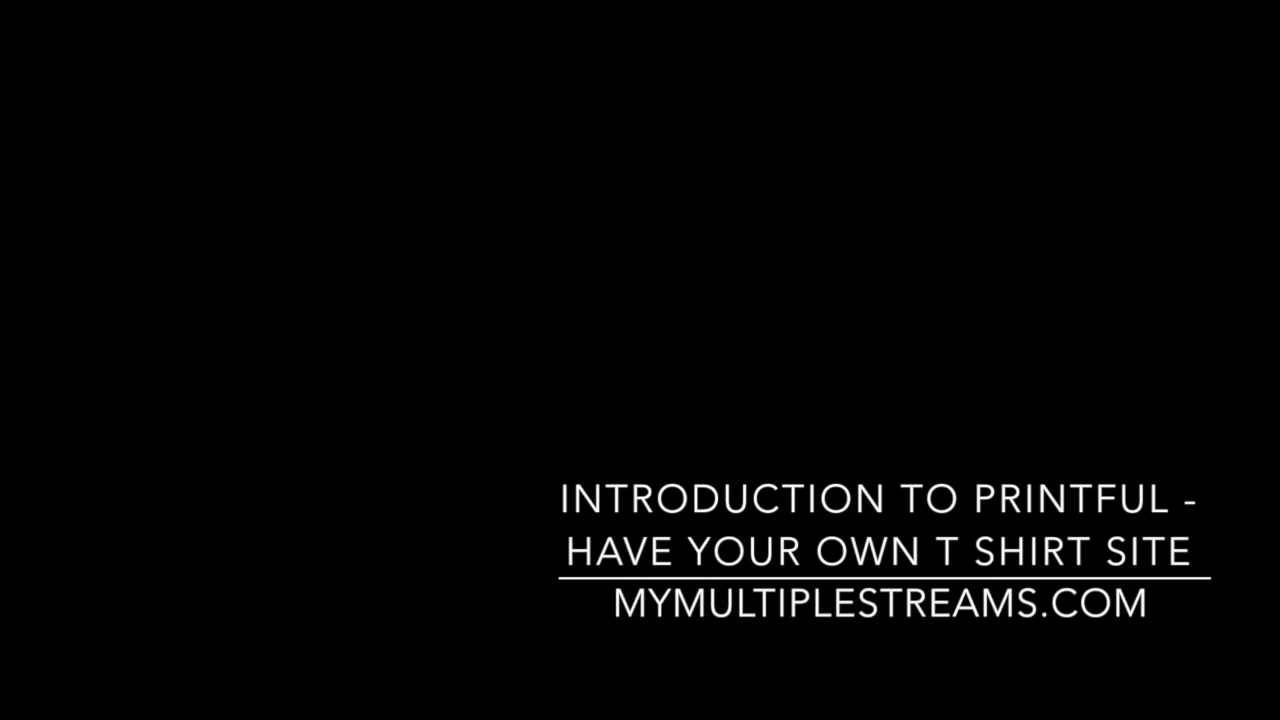 INTRODUCTION TO PRINTFUL -
HAVE YOUR OWN T SHIRT SITE
MYMULTIPLESTREAMS.COM